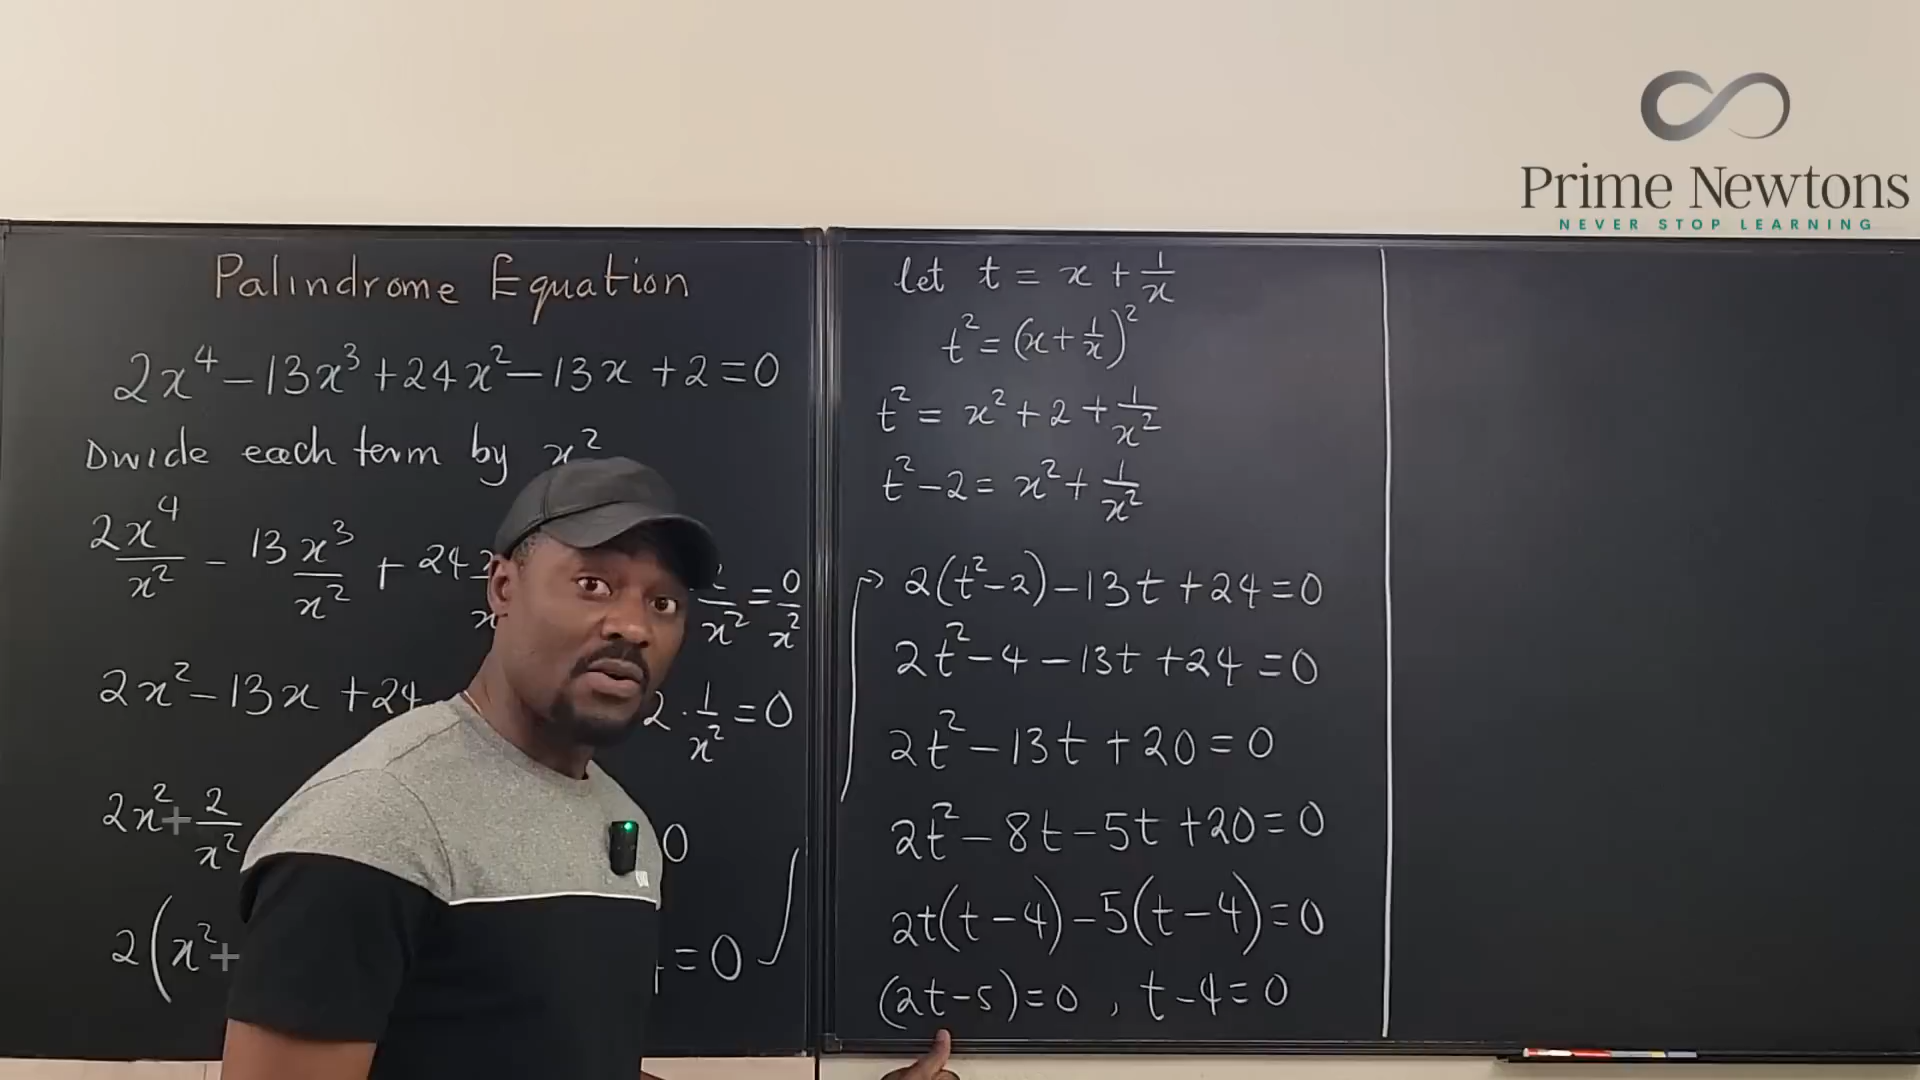 Prime Newtons
NEVER STOP LEARNING
Palindrome Equation
2x⁴ – 13x³ + 24x² – 13x + 2 = 0
Divide each term by x²
2x⁴/x² – 13x³/x² + 24 /x² = 0/x²
2x² – 13x + 24 2 · 1/x² = 0
2x² + 2/x² 0
2(x² + = 0
let t = x + 1/x
t² = (x + 1/x)²
t² = x² + 2 + 1/x²
t² – 2 = x² + 1/x²
2(t² – 2) – 13t + 24 = 0
2t² – 4 – 13t + 24 = 0
2t² – 13t + 20 = 0
2t² – 8t – 5t + 20 = 0
2t(t – 4) – 5(t – 4) = 0
(2t – 5) = 0 , t – 4 = 0